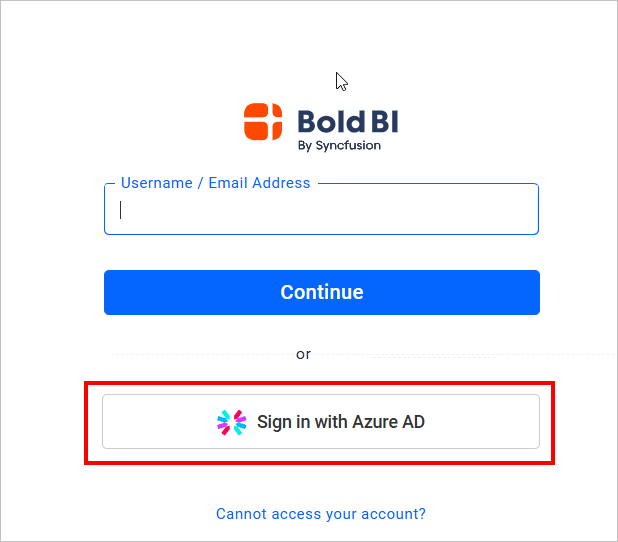 Bold BI
By Syncfusion
Username / Email Address
Continue
or
Sign in with Azure AD
Cannot access your account?